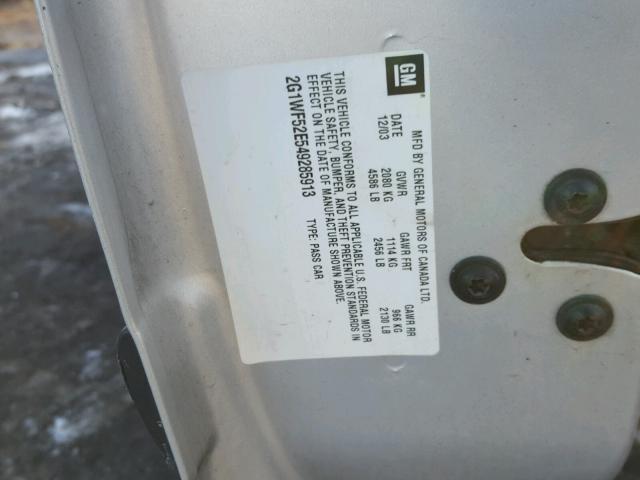 GM®
MFD BY GENERAL MOTORS OF CANADA LTD.
DATE GVWR GAWR FRT GAWR RR
12/03 2080 KG 1114 KG 966 KG
4586 LB 2456 LB 2130 LB
THIS VEHICLE CONFORMS TO ALL APPLICABLE U.S. FEDERAL MOTOR
VEHICLE SAFETY, BUMPER, AND THEFT PREVENTION STANDARDS IN
EFFECT ON THE DATE OF MANUFACTURE SHOWN ABOVE.
2G1WF52E549285913 TYPE: PASS CAR